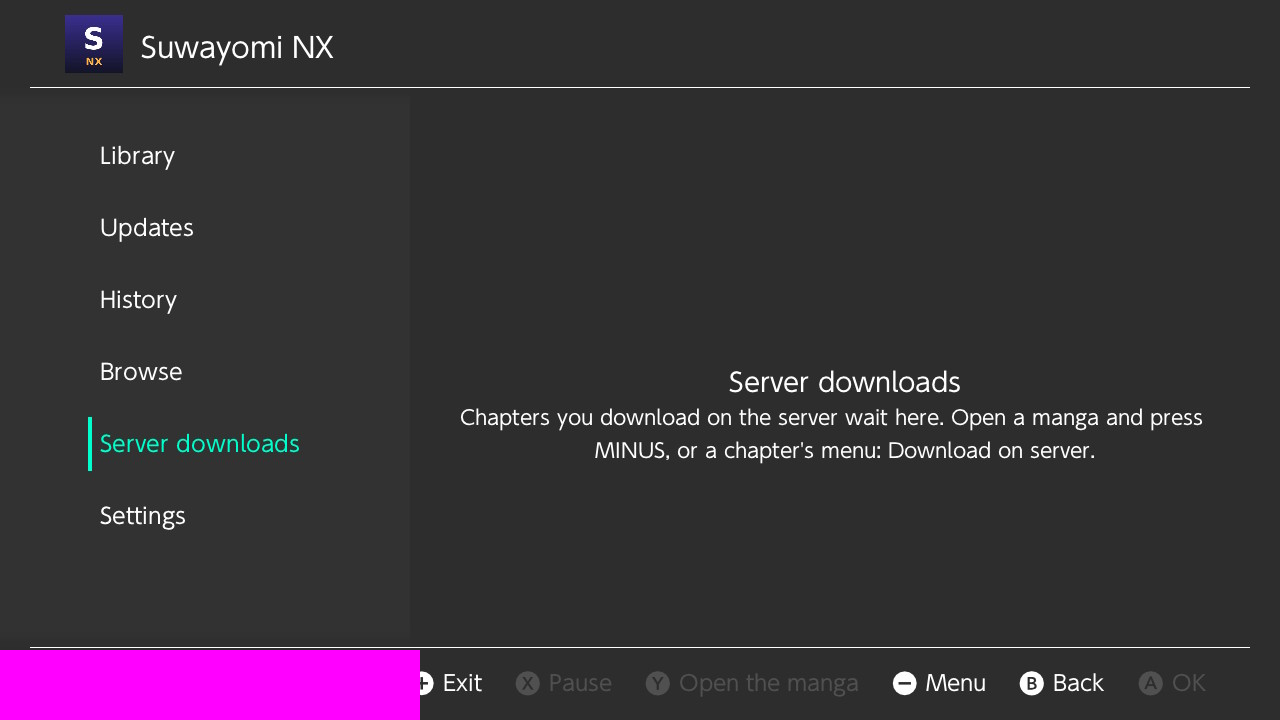 S
NX
Suwayomi NX
Library
Updates
History
Browse
Server downloads
Settings
Server downloads
Chapters you download on the server wait here. Open a manga and press
MINUS, or a chapter's menu: Download on server.
Exit X Pause Y Open the manga Menu B Back A OK